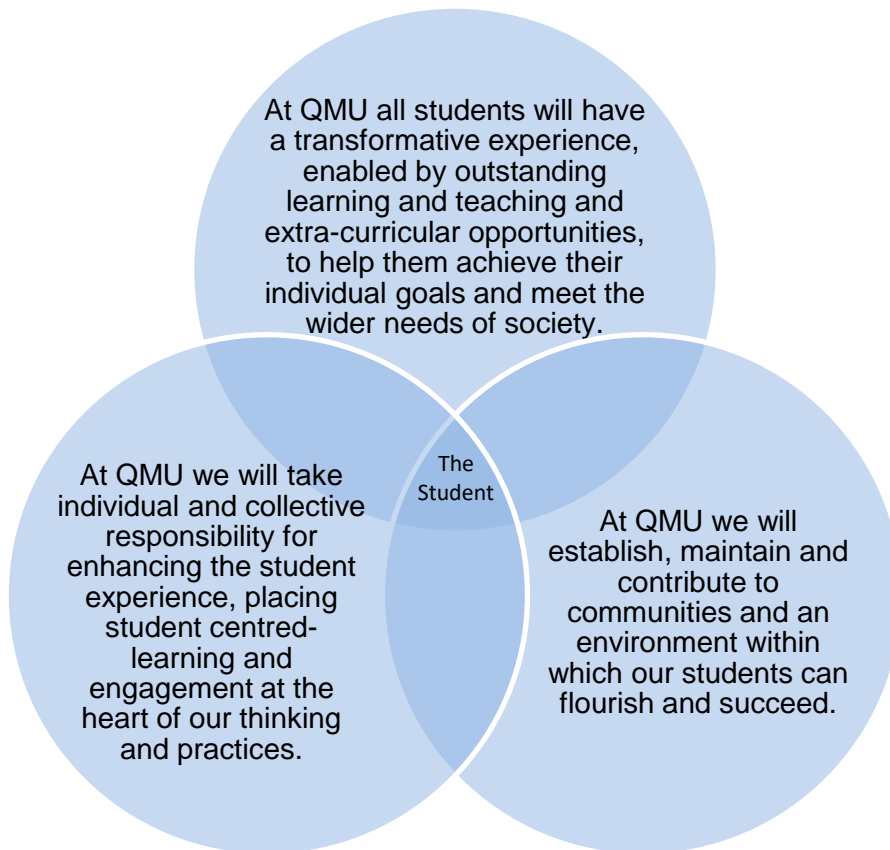 At QMU all students will have
a transformative experience,
enabled by outstanding
learning and teaching and
extra-curricular opportunities,
to help them achieve their
individual goals and meet the
wider needs of society.
The
Student
At QMU we will take
individual and collective
responsibility for
enhancing the student
experience, placing
student centred-
learning and
engagement at the
heart of our thinking
and practices.
At QMU we will
establish, maintain and
contribute to
communities and an
environment within
which our students can
flourish and succeed.